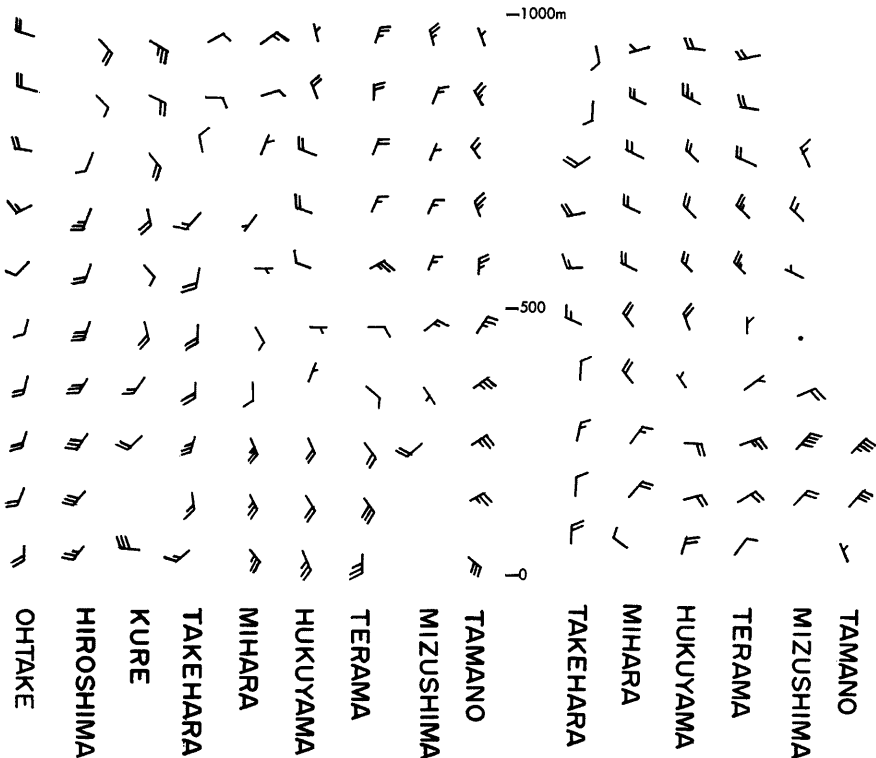 –1000m
–500
–0
OHTAKE
HIROSHIMA
KURE
TAKEHARA
MIHARA
HUKUYAMA
TERAMA
MIZUSHIMA
TAMANO
TAKEHARA
MIHARA
HUKUYAMA
TERAMA
MIZUSHIMA
TAMANO